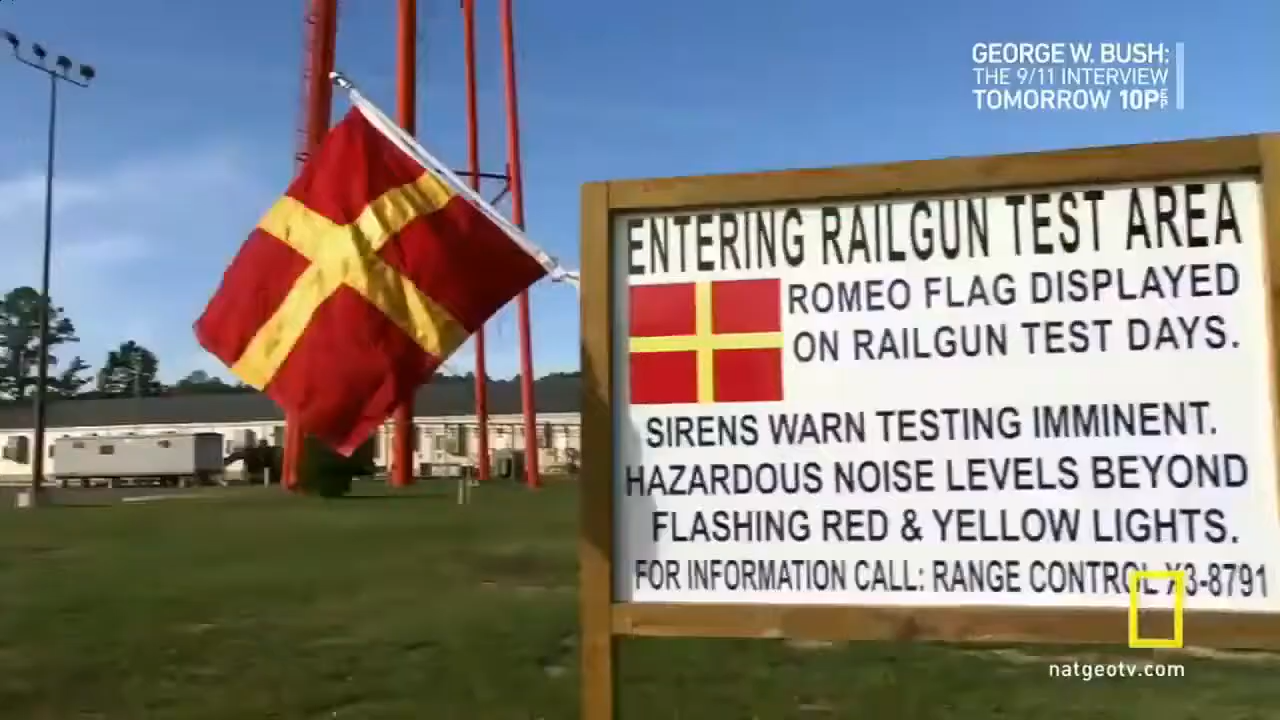 GEORGE W. BUSH:
THE 9/11 INTERVIEW
TOMORROW 10P E P
ENTERING RAILGUN TEST AREA
ROMEO FLAG DISPLAYED
ON RAILGUN TEST DAYS.
SIRENS WARN TESTING IMMINENT.
HAZARDOUS NOISE LEVELS BEYOND
FLASHING RED & YELLOW LIGHTS.
FOR INFORMATION CALL: RANGE CONTROL X3-8791
natgeotv.com